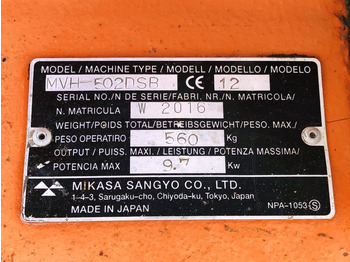 MODEL / MACHINE TYPE / MODELL / MODELLO / MODELO
MVH-502DSB CE 12
SERIAL NO./N DE SERIE/FABRI. NR./N. MATRICOLA/
N. MATRICULA W 2016
WEIGHT/PGIDS TOTAL/BETREIBSGEWICHT/PESO. MAX./
PESO OPERATIRO 560 Kg
OUTPUT / PUISS. MAXI. / LEISTUNG / POTENZA MASSIMA/
POTENCIA MAX 9.7 Kw
MIKASA SANGYO CO., LTD.
1-4-3, Sarugaku-cho, Chiyoda-ku, Tokyo, Japan
MADE IN JAPAN NPA-1053 Ⓢ